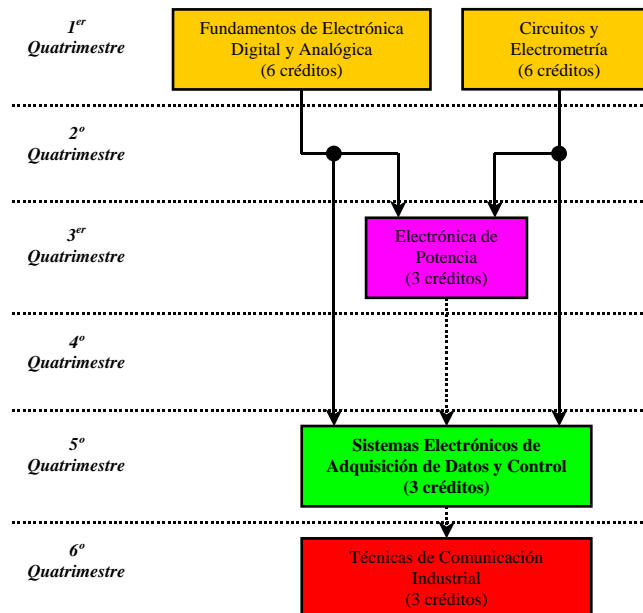 1er
Quatrimestre
Fundamentos de Electrónica
Digital y Analógica
(6 créditos)
Circuitos y
Electrometría
(6 créditos)
2º
Quatrimestre
3er
Quatrimestre
Electrónica de
Potencia
(3 créditos)
4º
Quatrimestre
5º
Quatrimestre
Sistemas Electrónicos de
Adquisición de Datos y Control
(3 créditos)
6º
Quatrimestre
Técnicas de Comunicación
Industrial
(3 créditos)